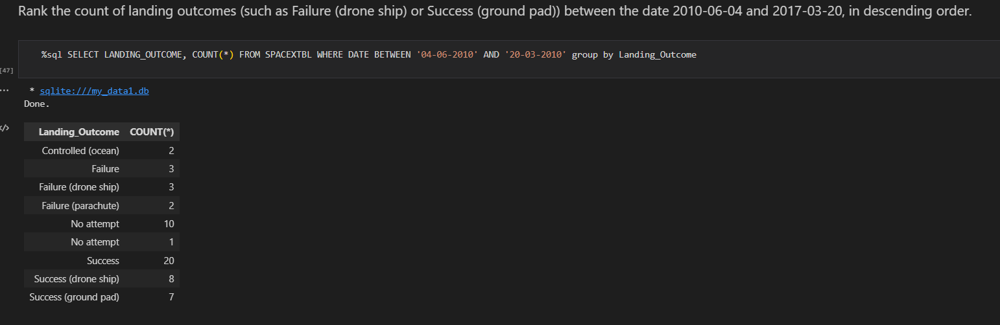 Rank the count of landing outcomes (such as Failure (drone ship) or Success (ground pad)) between the date 2010-06-04 and 2017-03-20, in descending order.
%sql SELECT LANDING_OUTCOME, COUNT(*) FROM SPACEXTBL WHERE DATE BETWEEN '04-06-2010' AND '20-03-2010' group by Landing_Outcome
[47]
... * sqlite:///my_data1.db
Done.
</>
Landing_Outcome COUNT(*)
Controlled (ocean) 2
Failure 3
Failure (drone ship) 3
Failure (parachute) 2
No attempt 10
No attempt 1
Success 20
Success (drone ship) 8
Success (ground pad) 7